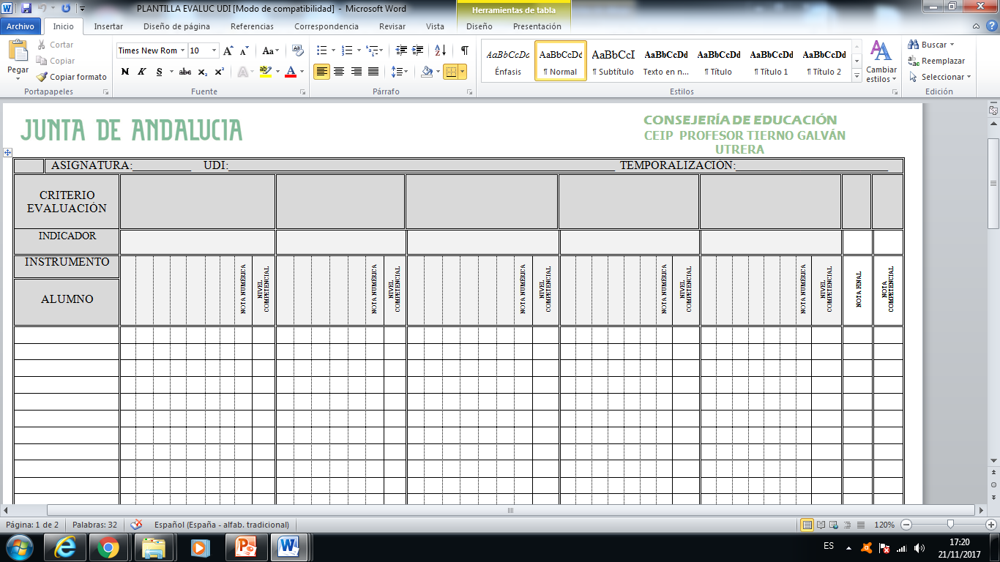 PLANTILLA EVALUC UDI [Modo de compatibilidad] - Microsoft Word
Herramientas de tabla
Archivo Inicio Insertar Diseño de página Referencias Correspondencia Revisar Vista Diseño Presentación
Pegar
Cortar
Copiar
Copiar formato
Portapapeles
Times New Rom 10
N K S abc x₂ x²
Fuente
Párrafo
AaBbCcDc AaBbCcDd AaBbCcI AaBbCcDd AaBbCcDd AaBbCcDd AaBbCcDd
Énfasis ¶ Normal ¶ Subtítulo Texto en n... ¶ Título ¶ Título 1 ¶ Título 2
Estilos
Cambiar
estilos
Buscar
Reemplazar
Seleccionar
Edición
JUNTA DE ANDALUCIA
CONSEJERÍA DE EDUCACIÓN
CEIP PROFESOR TIERNO GALVÁN
UTRERA
ASIGNATURA:__________ UDI:__________ TEMPORALIZACIÓN:__________
CRITERIO
EVALUACIÓN
INDICADOR
INSTRUMENTO
ALUMNO
NOTA NUMÉRICA
NIVEL
COMPETENCIAL
NOTA NUMÉRICA
NIVEL
COMPETENCIAL
NOTA NUMÉRICA
NIVEL
COMPETENCIAL
NOTA NUMÉRICA
NIVEL
COMPETENCIAL
NOTA NUMÉRICA
NIVEL
COMPETENCIAL
NOTA FINAL
NOTA
COMPETENCIAL
Página: 1 de 2 Palabras: 32 Español (España - alfab. tradicional) 120%
ES 17:20
21/11/2017